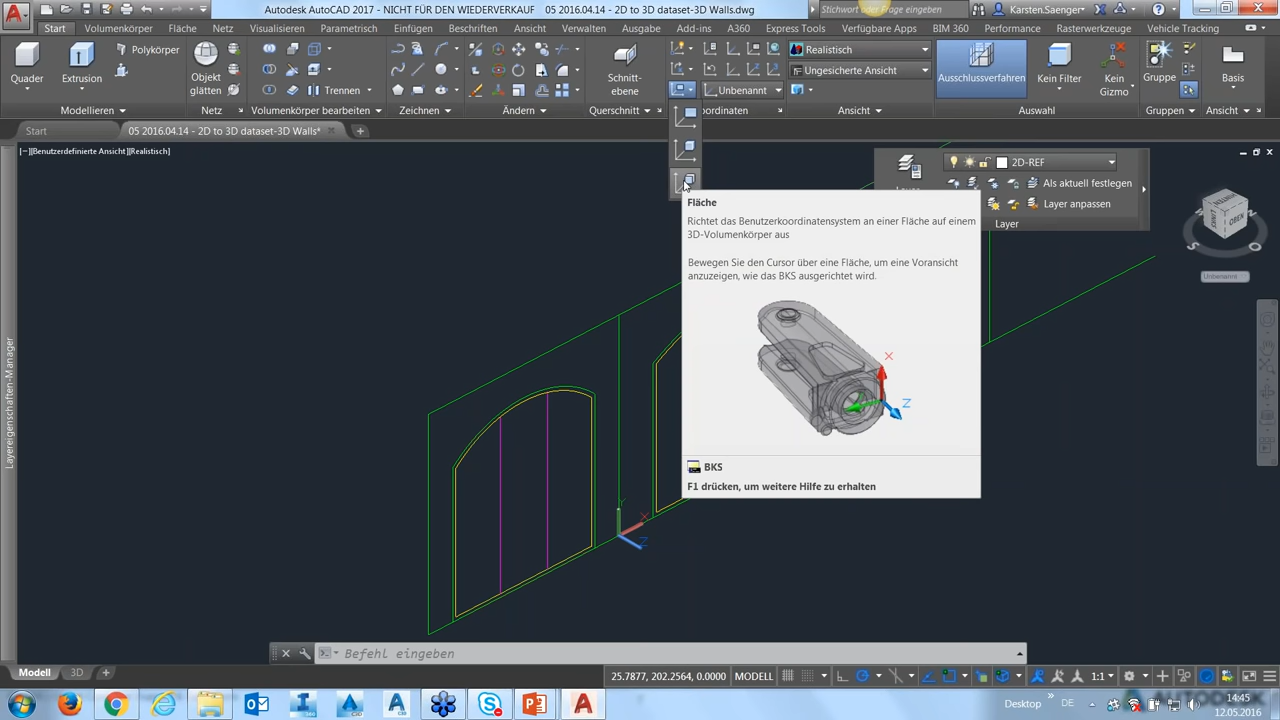 Autodesk AutoCAD 2017 - NICHT FÜR DEN WIEDERVERKAUF 05 2016.04.14 - 2D to 3D dataset-3D Walls.dwg
Stichwort oder Frage eingeben
Karsten.Saenger
Start Volumenkörper Fläche Netz Visualisieren Parametrisch Einfügen Beschriften Ansicht Verwalten Ausgabe Add-ins A360 Express Tools Verfügbare Apps BIM 360 Performance Rasterwerkzeuge Vehicle Tracking
Quader
Extrusion
Polykörper
Objekt
glätten
Trennen
Schnitt-
ebene
Unbenannt
Realistisch
Ungesicherte Ansicht
Ausschlussverfahren
Kein Filter
Kein
Gizmo
Gruppe
Basis
Modellieren
Netz
Volumenkörper bearbeiten
Zeichnen
Ändern
Querschnitt
ordinaten
Ansicht
Auswahl
Gruppen
Ansicht
Start
05 2016.04.14 - 2D to 3D dataset-3D Walls*
[−][Benutzerdefinierte Ansicht][Realistisch]
2D-REF
Als aktuell festlegen
Layer anpassen
Layer
Fläche
Richtet das Benutzerkoordinatensystem an einer Fläche auf einem
3D-Volumenkörper aus
Bewegen Sie den Cursor über eine Fläche, um eine Voransicht
anzuzeigen, wie das BKS ausgerichtet wird.
X
Z
BKS
F1 drücken, um weitere Hilfe zu erhalten
OBEN
Unbenannt
Layereigenschaften-Manager
Y
X
Z
Befehl eingeben
Modell 3D
25.7877, 202.2564, 0.0000 MODELL
1:1
Desktop
DE
14:45
12.05.2016